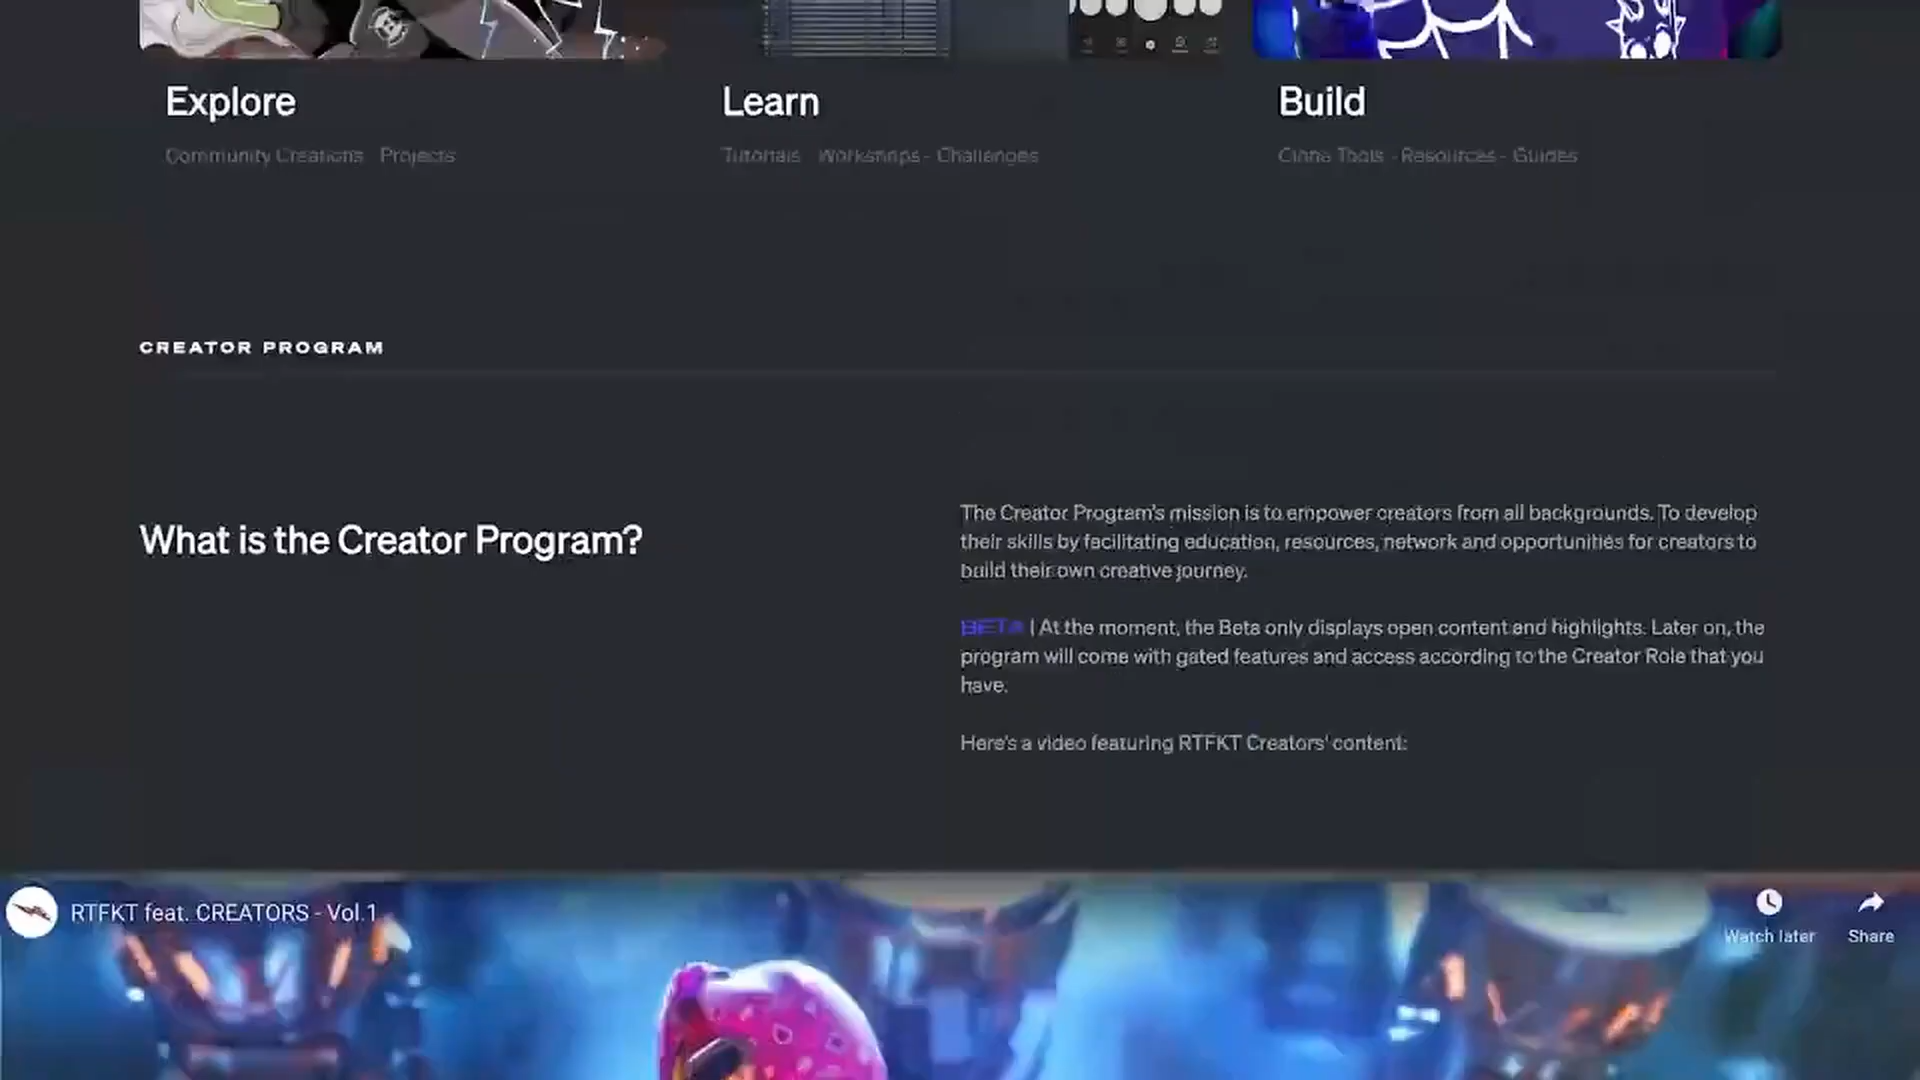 Explore
Learn
Build
Community Creations Projects
Tutorials Workshops - Challenges
Clone Tools - Resources - Guides
CREATOR PROGRAM
What is the Creator Program?
The Creator Program's mission is to empower creators from all backgrounds. To develop
their skills by facilitating education, resources, network and opportunities for creators to
build their own creative journey.
BETA | At the moment, the Beta only displays open content and highlights. Later on, the
program will come with gated features and access according to the Creator Role that you
have.
Here's a video featuring RTFKT Creators' content:
RTFKT feat. CREATORS - Vol.1
Watch later
Share